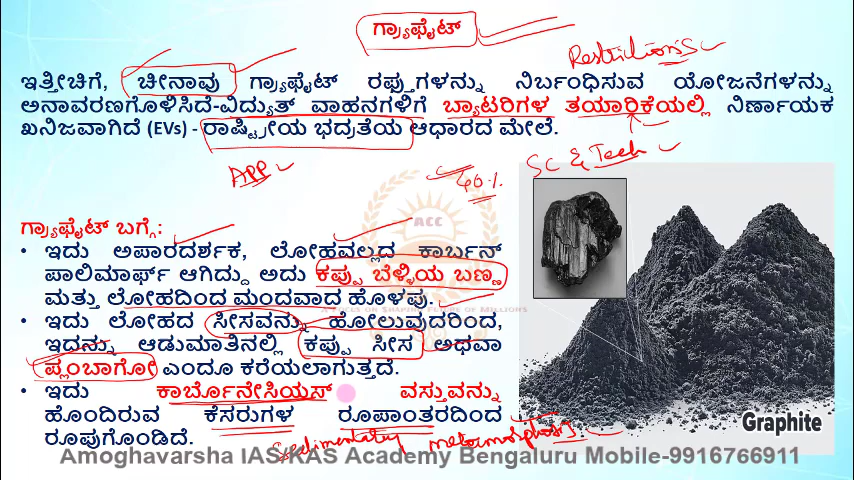 ಗ್ರ್ಯಾಫೈಟ್
Restrictions
ಇತ್ತೀಚೆಗೆ, ಚೀನಾವು ಗ್ರ್ಯಾಫೈಟ್ ರಫ್ತುಗಳನ್ನು ನಿರ್ಬಂಧಿಸುವ ಯೋಜನೆಗಳನ್ನು
ಅನಾವರಣಗೊಳಿಸಿದೆ-ವಿದ್ಯುತ್ ವಾಹನಗಳಿಗೆ ಬ್ಯಾಟರಿಗಳ ತಯಾರಿಕೆಯಲ್ಲಿ ನಿರ್ಣಾಯಕ
ಖನಿಜವಾಗಿದೆ (EVs) - ರಾಷ್ಟ್ರೀಯ ಭದ್ರತೆಯ ಆಧಾರದ ಮೇಲೆ.
APP
40%.
SC & Tech
ಗ್ರ್ಯಾಫೈಟ್ ಬಗ್ಗೆ:
ACC
• ಇದು ಅಪಾರದರ್ಶಕ, ಲೋಹವಲ್ಲದ ಕಾರ್ಬನ್
ಪಾಲಿಮಾರ್ಫ್ ಆಗಿದ್ದು ಅದು ಕಪ್ಪು ಬೆಳ್ಳಿಯ ಬಣ್ಣ
ಮತ್ತು ಲೋಹದಿಂದ ಮಂದವಾದ ಹೊಳಪು.
• ಇದು ಲೋಹದ ಸೀಸವನ್ನು ಹೋಲುವುದರಿಂದ,
ಇದನ್ನು ಆಡುಮಾತಿನಲ್ಲಿ ಕಪ್ಪು ಸೀಸ ಅಥವಾ
ಪ್ಲಂಬಾಗೋ ಎಂದೂ ಕರೆಯಲಾಗುತ್ತದೆ.
• ಇದು ಕಾರ್ಬೊನೇಸಿಯಸ್ ವಸ್ತುವನ್ನು
ಹೊಂದಿರುವ ಕೆಸರುಗಳ ರೂಪಾಂತರದಿಂದ
ರೂಪುಗೊಂಡಿದೆ.
Sedimentary metamorphosis
Graphite
Amoghavarsha IAS/KAS Academy Bengaluru Mobile-9916766911